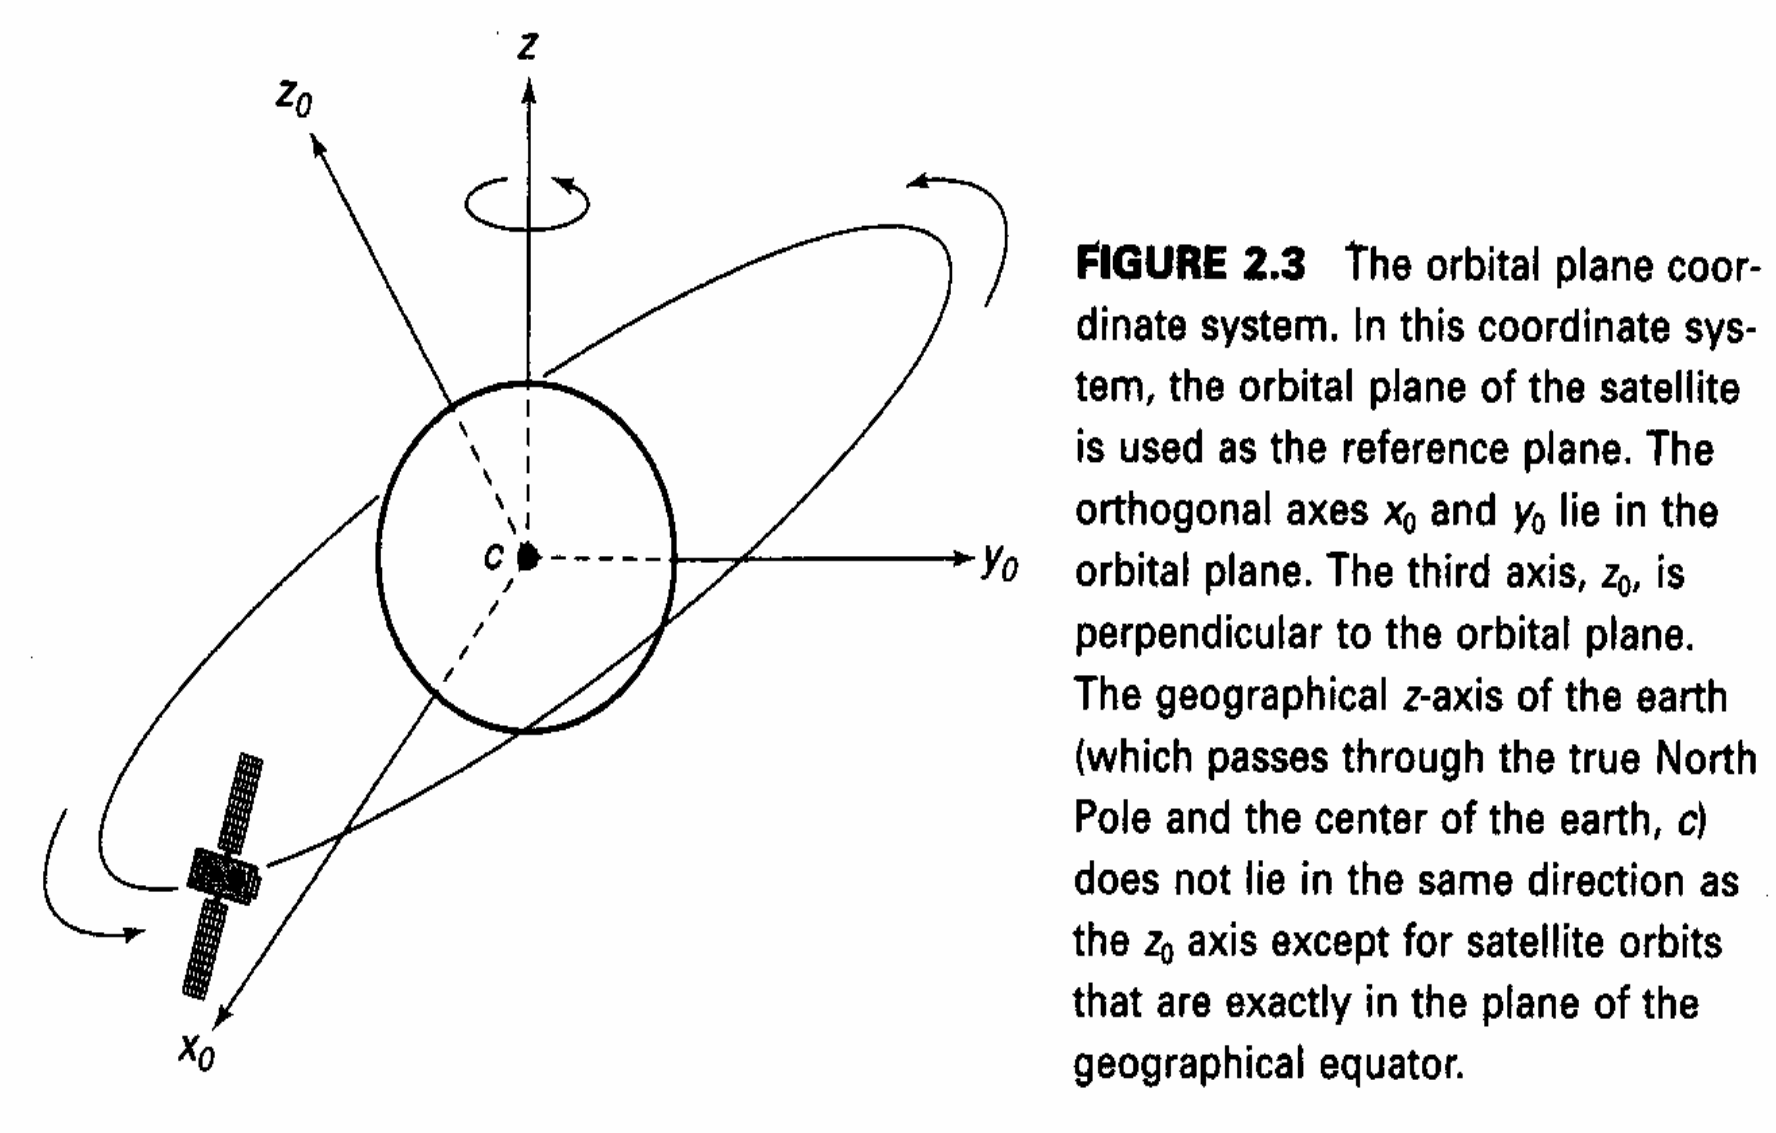 z
z0
c
y0
x0
FIGURE 2.3 The orbital plane coor-
dinate system. In this coordinate sys-
tem, the orbital plane of the satellite
is used as the reference plane. The
orthogonal axes x0 and y0 lie in the
orbital plane. The third axis, z0, is
perpendicular to the orbital plane.
The geographical z-axis of the earth
(which passes through the true North
Pole and the center of the earth, c)
does not lie in the same direction as
the z0 axis except for satellite orbits
that are exactly in the plane of the
geographical equator.